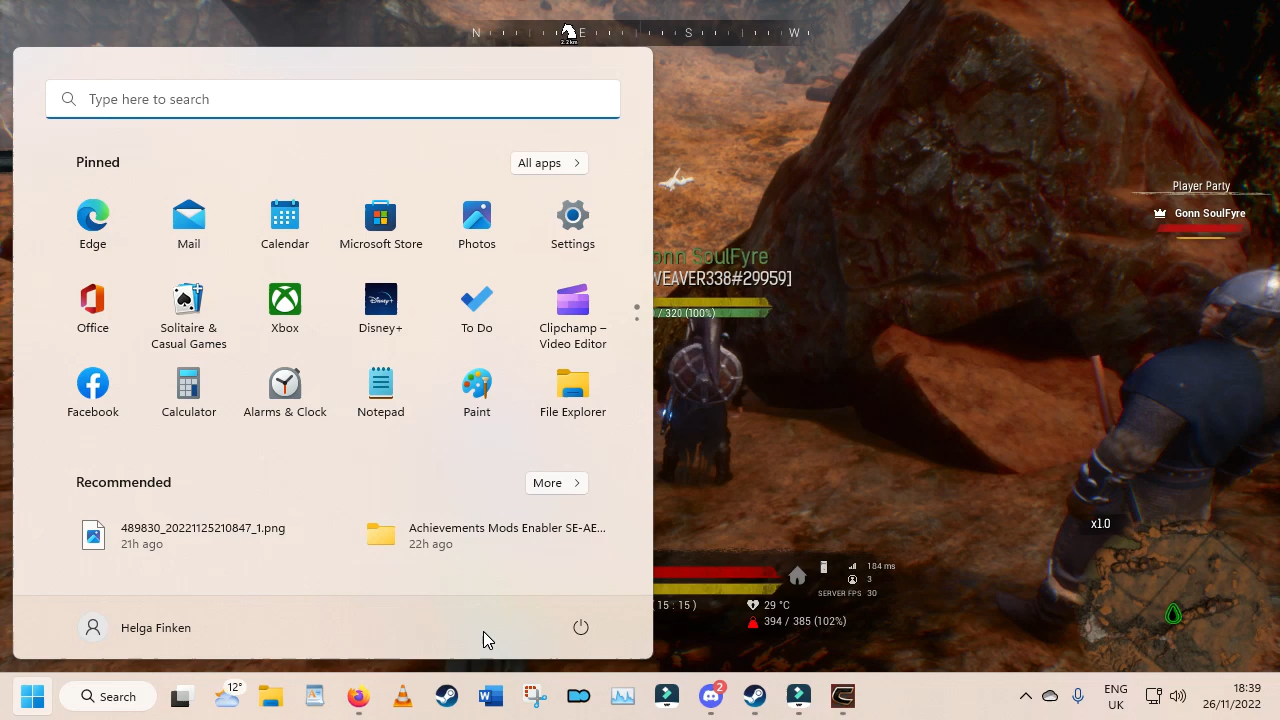 N E S W
2.2km
Type here to search
Pinned
All apps
Edge
Mail
Calendar
Microsoft Store
Photos
Settings
Office
Solitaire &
Casual Games
Xbox
Disney+
To Do
Clipchamp –
Video Editor
Facebook
Calculator
Alarms & Clock
Notepad
Paint
File Explorer
Recommended
More
489830_20221125210847_1.png
21h ago
Achievements Mods Enabler SE-AE...
22h ago
Helga Finken
Player Party
Gonn SoulFyre
onn SoulFyre
WEAVER338#29959]
/ 320 (100%)
x1.0
184 ms
3
SERVER FPS 30
15 : 15 )
29 °C
394 / 385 (102%)
12°
Search
2
ENG
UK
18:39
26/11/2022